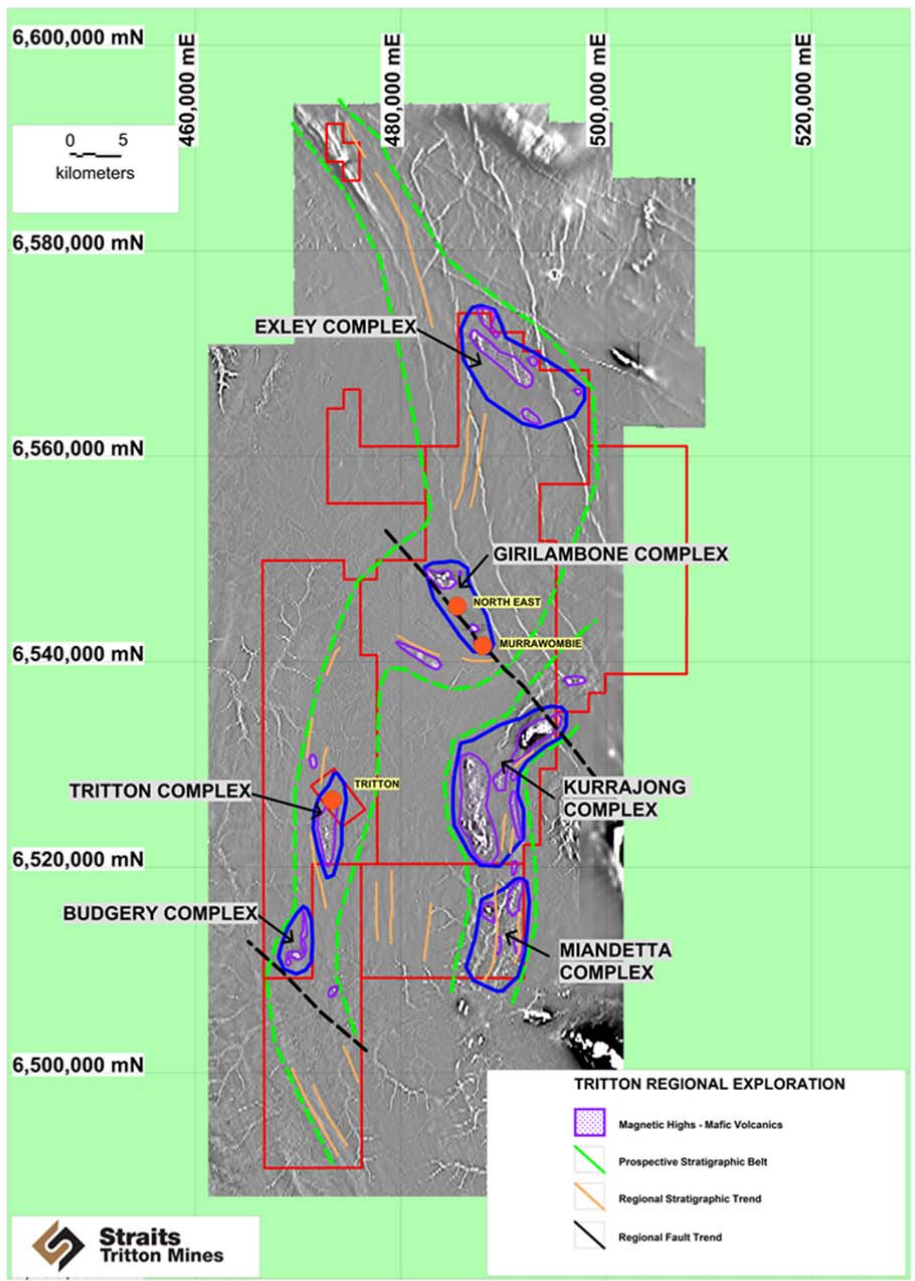 6,600,000 mN
460,000 mE
480,000 mE
500,000 mE
520,000 mE
0 5
kilometers
6,580,000 mN
EXLEY COMPLEX
6,560,000 mN
GIRILAMBONE COMPLEX
NORTH EAST
MURRAWOMBIE
6,540,000 mN
TRITTON
TRITTON COMPLEX
KURRAJONG
COMPLEX
6,520,000 mN
BUDGERY COMPLEX
MIANDETTA
COMPLEX
6,500,000 mN
TRITTON REGIONAL EXPLORATION
Magnetic Highs - Mafic Volcanics
Prospective Stratigraphic Belt
Regional Stratigraphic Trend
Regional Fault Trend
Straits
Tritton Mines